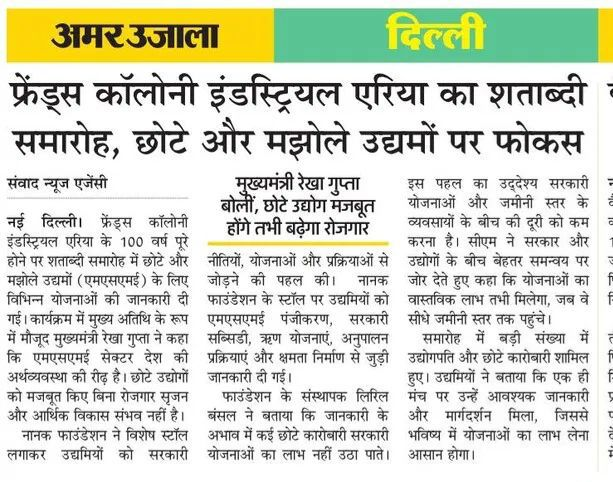 अमर उजाला
दिल्ली
फ्रेंड्स कॉलोनी इंडस्ट्रियल एरिया का शताब्दी
समारोह, छोटे और मझोले उद्यमों पर फोकस
संवाद न्यूज एजेंसी
नई दिल्ली। फ्रेंड्स कॉलोनी
इंडस्ट्रियल एरिया के 100 वर्ष पूरे
होने पर शताब्दी समारोह में छोटे और
मझोले उद्यमों (एमएसएमई) के लिए
विभिन्न योजनाओं की जानकारी दी
गई। कार्यक्रम में मुख्य अतिथि के रूप
में मौजूद मुख्यमंत्री रेखा गुप्ता ने कहा
कि एमएसएमई सेक्टर देश की
अर्थव्यवस्था की रीढ़ है। छोटे उद्योगों
को मजबूत किए बिना रोजगार सृजन
और आर्थिक विकास संभव नहीं है।
नानक फाउंडेशन ने विशेष स्टॉल
लगाकर उद्यमियों को सरकारी
मुख्यमंत्री रेखा गुप्ता
बोलीं, छोटे उद्योग मजबूत
होंगे तभी बढ़ेगा रोजगार
नीतियों, योजनाओं और प्रक्रियाओं से
जोड़ने की पहल की। नानक
फाउंडेशन के स्टॉल पर उद्यमियों को
एमएसएमई पंजीकरण, सरकारी
सब्सिडी, ऋण योजनाएं, अनुपालन
प्रक्रियाएं और क्षमता निर्माण से जुड़ी
जानकारी दी गई।
फाउंडेशन के संस्थापक लिरिल
बंसल ने बताया कि जानकारी के
अभाव में कई छोटे कारोबारी सरकारी
योजनाओं का लाभ नहीं उठा पाते।
इस पहल का उद्देश्य सरकारी
योजनाओं और जमीनी स्तर के
व्यवसायों के बीच की दूरी को कम
करना है। सीएम ने सरकार और
उद्योगों के बीच बेहतर समन्वय पर
जोर देते हुए कहा कि योजनाओं का
वास्तविक लाभ तभी मिलेगा, जब वे
सीधे जमीनी स्तर तक पहुंचे।
समारोह में बड़ी संख्या में
उद्योगपति और छोटे कारोबारी शामिल
हुए। उद्यमियों ने बताया कि एक ही
मंच पर उन्हें आवश्यक जानकारी
और मार्गदर्शन मिला, जिससे
भविष्य में योजनाओं का लाभ लेना
आसान होगा।